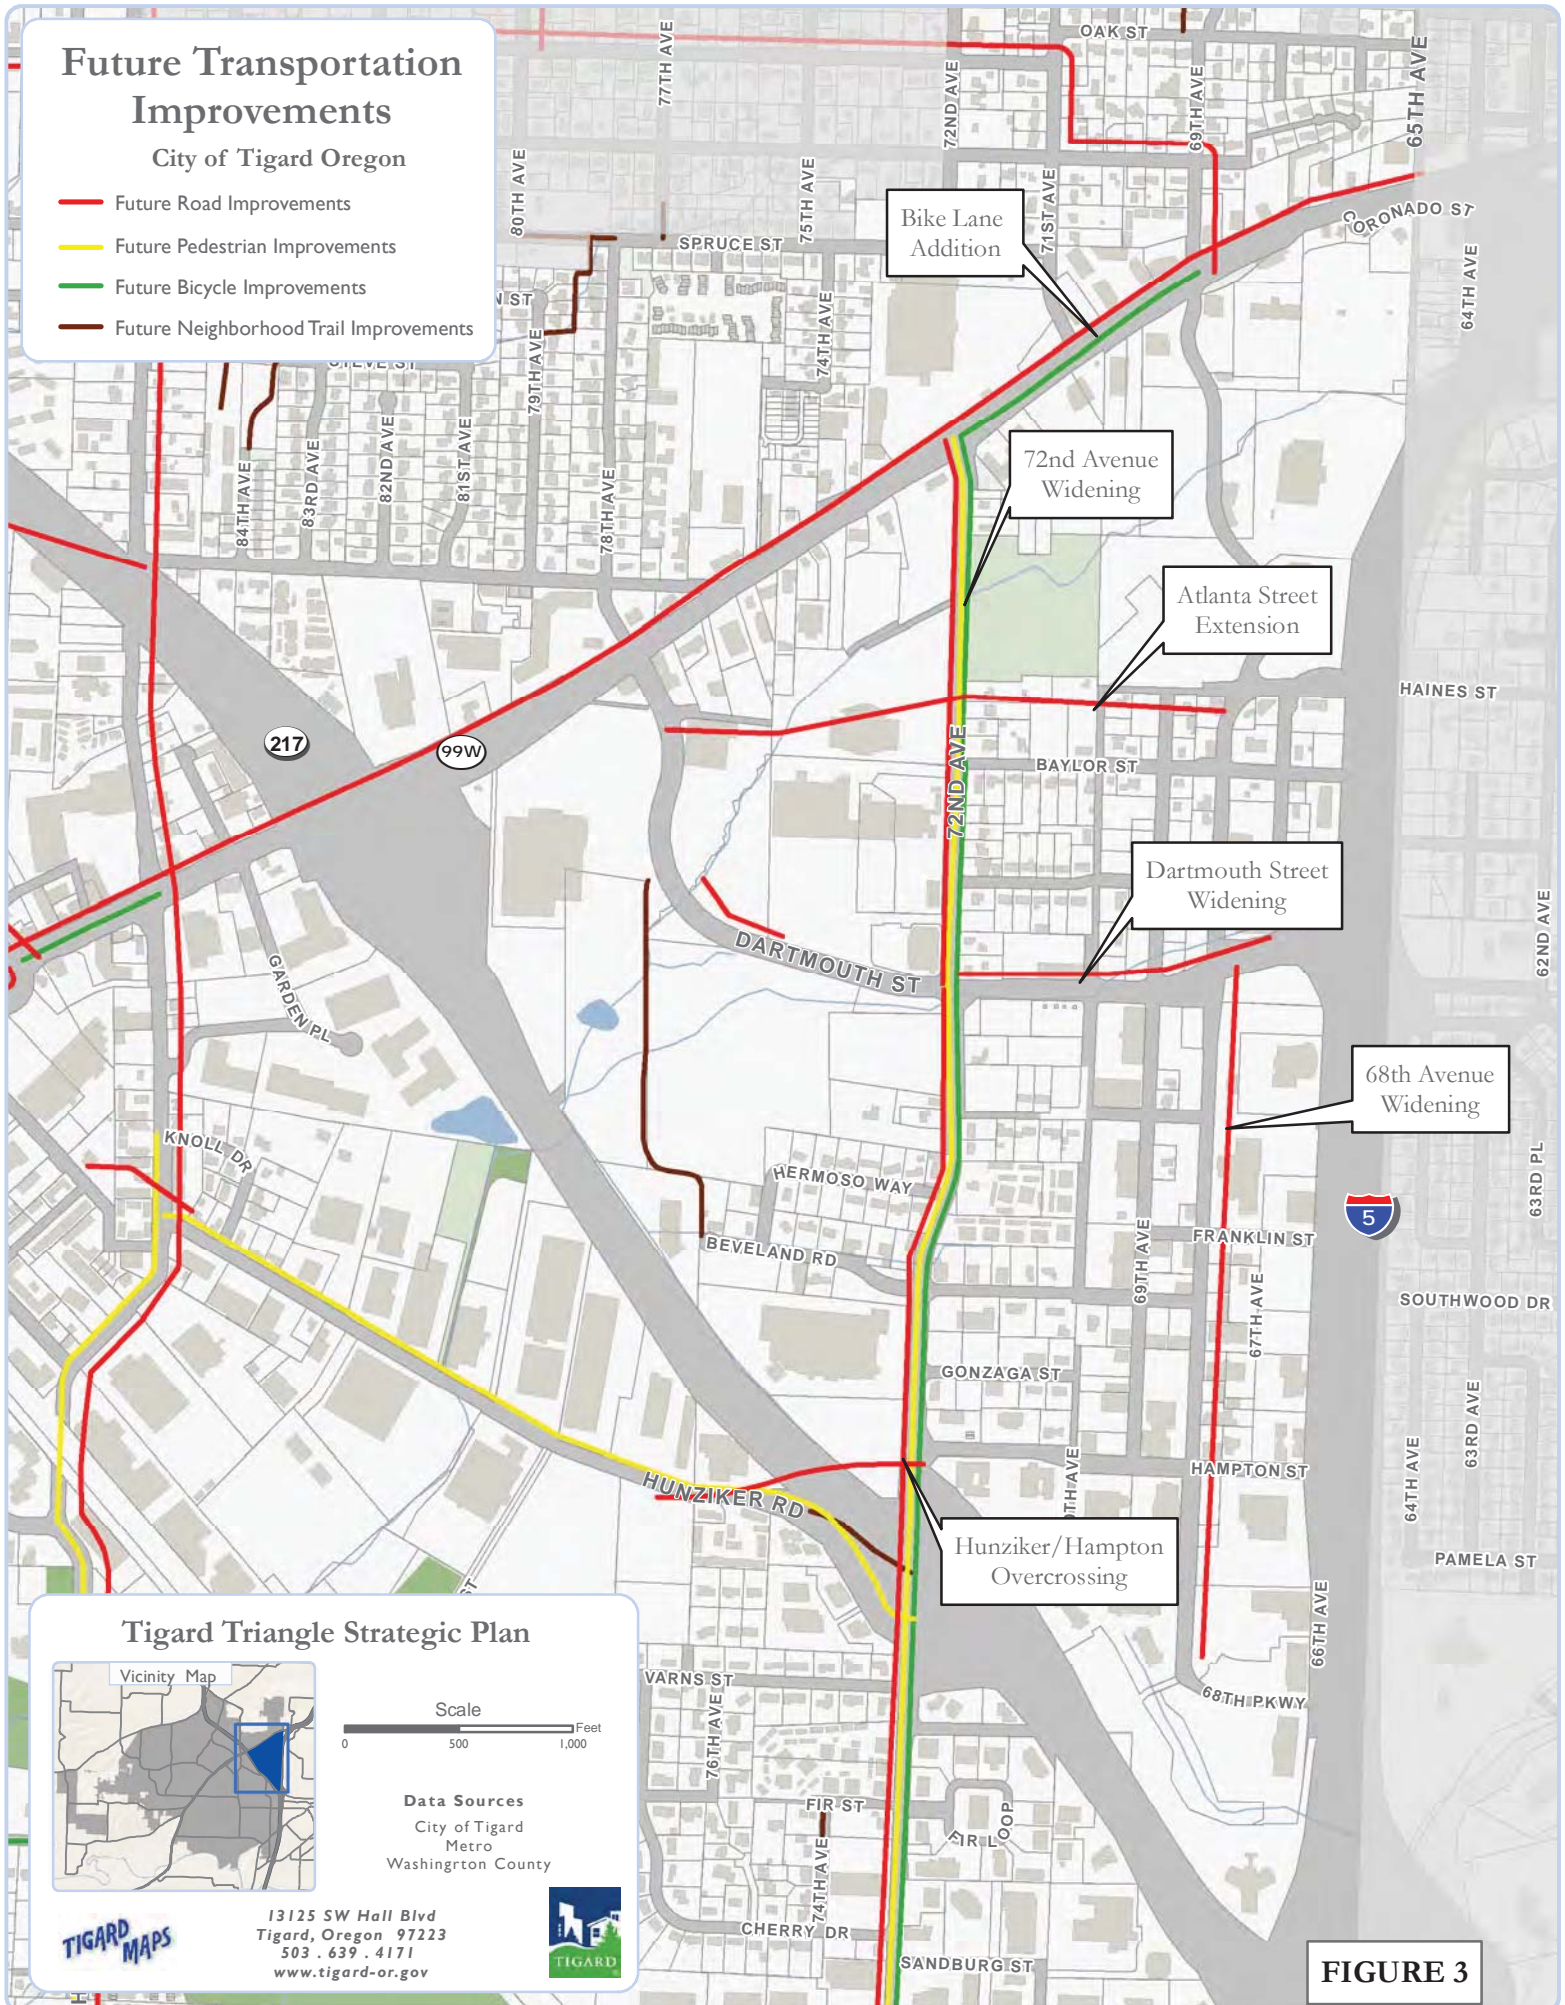 Future Transportation
Improvements
City of Tigard Oregon
Future Road Improvements
Future Pedestrian Improvements
Future Bicycle Improvements
Future Neighborhood Trail Improvements
OAK ST
77TH AVE
72ND AVE
69TH AVE
65TH AVE
80TH AVE
75TH AVE
71ST AVE
Bike Lane
Addition
CORONADO ST
SPRUCE ST
64TH AVE
N ST
79TH AVE
74TH AVE
STEVE ST
84TH AVE
83RD AVE
82ND AVE
81ST AVE
78TH AVE
72nd Avenue
Widening
Atlanta Street
Extension
HAINES ST
217
99W
72ND AVE
BAYLOR ST
Dartmouth Street
Widening
62ND AVE
DARTMOUTH ST
GARDEN PL
68th Avenue
Widening
KNOLL DR
HERMOSO WAY
63RD PL
5
BEVELAND RD
69TH AVE
FRANKLIN ST
67TH AVE
SOUTHWOOD DR
GONZAGA ST
63RD AVE
64TH AVE
HAMPTON ST
0TH AVE
HUNZIKER RD
Hunziker/Hampton
Overcrossing
PAMELA ST
ST
66TH AVE
VARNS ST
68TH PKWY
76TH AVE
FIR ST
FIR LOOP
74TH AVE
CHERRY DR
SANDBURG ST
H
Tigard Triangle Strategic Plan
Vicinity Map
Scale
Feet
0 500 1,000
Data Sources
City of Tigard
Metro
Washingrton County
TIGARD MAPS
13125 SW Hall Blvd
Tigard, Oregon 97223
503 . 639 . 4171
www.tigard-or.gov
TIGARD
FIGURE 3